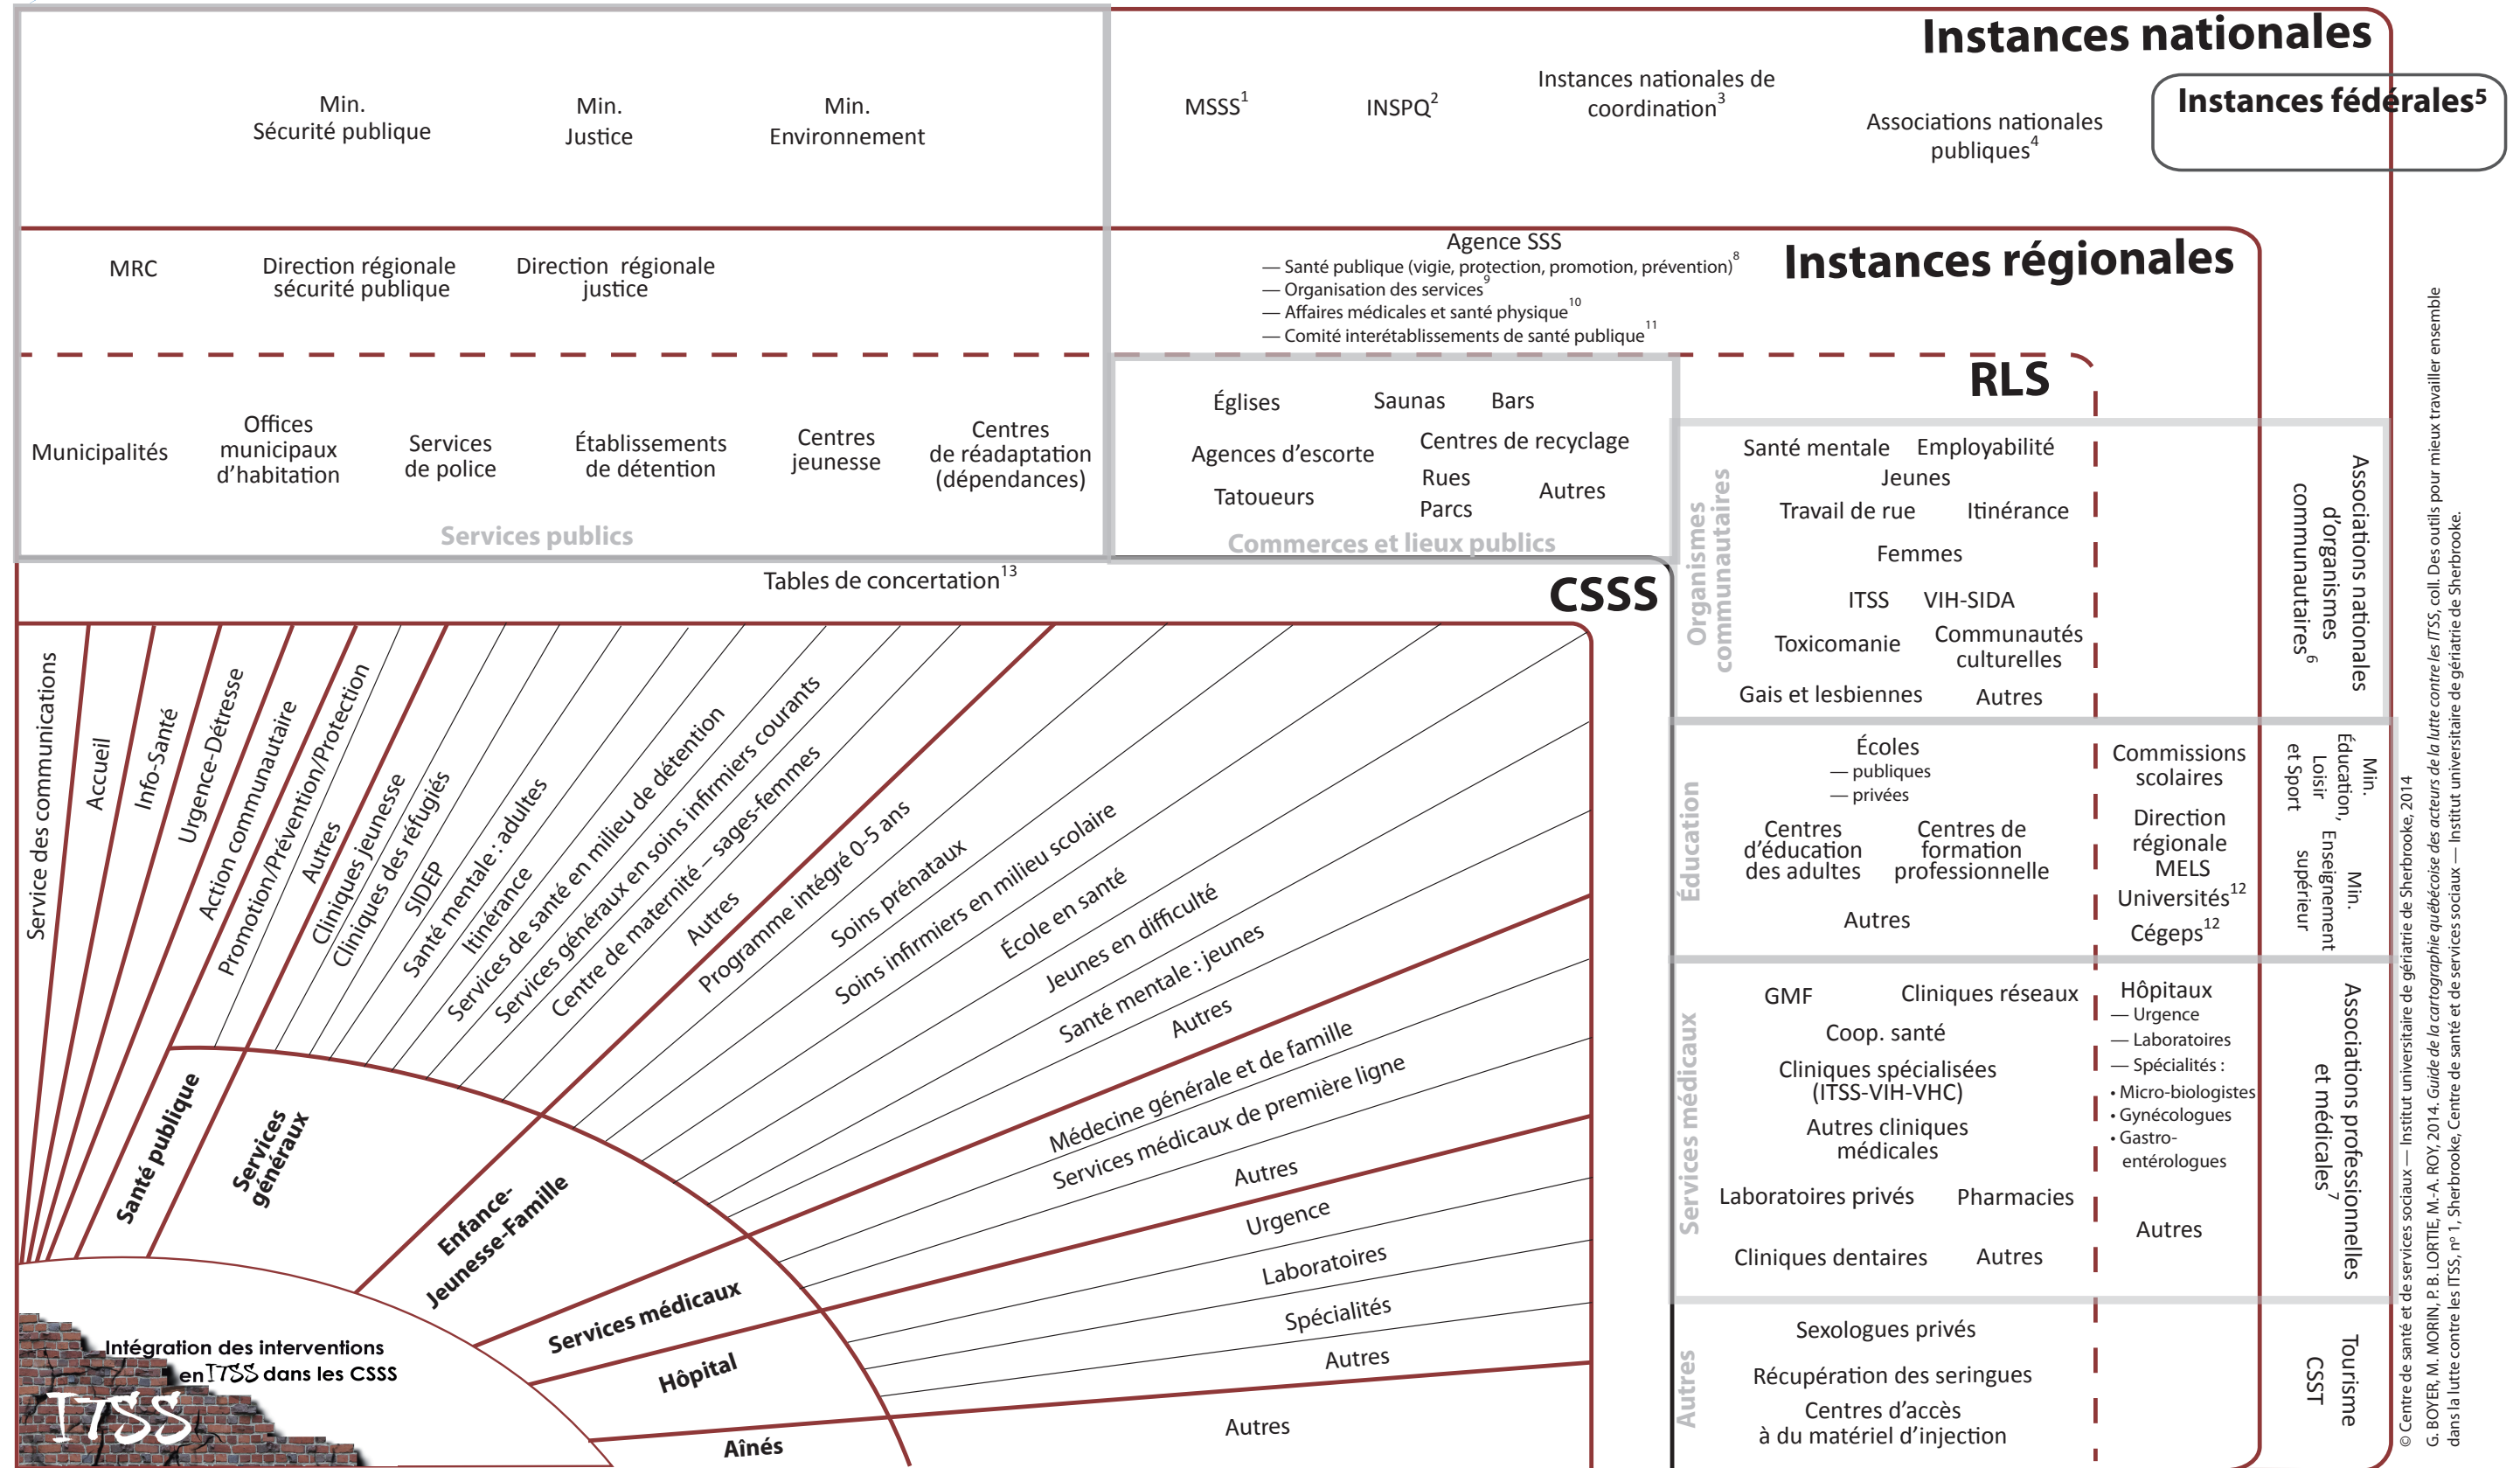 Instances nationales
Instances fédérales5
Min.
Sécurité publique
Min.
Justice
Min.
Environnement
MSSS1
INSPQ2
Instances nationales de
coordination3
Associations nationales
publiques4
Instances régionales
MRC
Direction régionale
sécurité publique
Direction régionale
justice
Agence SSS
— Santé publique (vigie, protection, promotion, prévention)8
— Organisation des services9
— Affaires médicales et santé physique10
— Comité interétablissements de santé publique11
RLS
Municipalités
Offices
municipaux
d'habitation
Services
de police
Établissements
de détention
Centres
jeunesse
Centres
de réadaptation
(dépendances)
Services publics
Églises
Saunas
Bars
Agences d'escorte
Centres de recyclage
Tatoueurs
Rues
Parcs
Autres
Commerces et lieux publics
Organismes
communautaires
Santé mentale
Employabilité
Jeunes
Travail de rue
Itinérance
Femmes
ITSS
VIH-SIDA
Toxicomanie
Communautés
culturelles
Gais et lesbiennes
Autres
Associations nationales
d'organismes
communautaires6
Éducation
Écoles
— publiques
— privées
Centres
d'éducation
des adultes
Centres de
formation
professionnelle
Autres
Commissions
scolaires
Direction
régionale
MELS
Universités12
Cégeps12
Min.
Éducation,
Loisir
et Sport
Min.
Enseignement
supérieur
Services médicaux
GMF
Cliniques réseaux
Coop. santé
Cliniques spécialisées
(ITSS-VIH-VHC)
Autres cliniques
médicales
Laboratoires privés
Pharmacies
Cliniques dentaires
Autres
Hôpitaux
— Urgence
— Laboratoires
— Spécialités :
• Micro-biologistes
• Gynécologues
• Gastro-
entérologues
Autres
Associations professionnelles
et médicales7
Autres
Sexologues privés
Récupération des seringues
Centres d'accès
à du matériel d'injection
Tourisme
CSST
CSSS
Tables de concertation13
Service des communications
Accueil
Info-Santé
Urgence-Détresse
Action communautaire
Promotion/Prévention/Protection
Autres
Cliniques jeunesse
Cliniques des réfugiés
SIDEP
Santé mentale : adultes
Itinérance
Services de santé en milieu de détention
Services généraux en soins infirmiers courants
Centre de maternité – sages-femmes
Autres
Programme intégré 0-5 ans
Soins prénataux
Soins infirmiers en milieu scolaire
École en santé
Jeunes en difficulté
Santé mentale : jeunes
Autres
Médecine générale et de famille
Services médicaux de première ligne
Autres
Urgence
Laboratoires
Spécialités
Autres
Autres
Santé publique
Services
généraux
Enfance-
Jeunesse-Famille
Services médicaux
Hôpital
Aînés
Intégration des interventions
en ITSS dans les CSSS
ITSS
© Centre de santé et de services sociaux — Institut universitaire de gériatrie de Sherbrooke, 2014
G. BOYER, M. MORIN, P. B. LORTIE, M.-A. ROY, 2014. Guide de la cartographie québécoise des acteurs de la lutte contre les ITSS, coll. Des outils pour mieux travailler ensemble
dans la lutte contre les ITSS, nº 1, Sherbrooke, Centre de santé et de services sociaux — Institut universitaire de gériatrie de Sherbrooke.